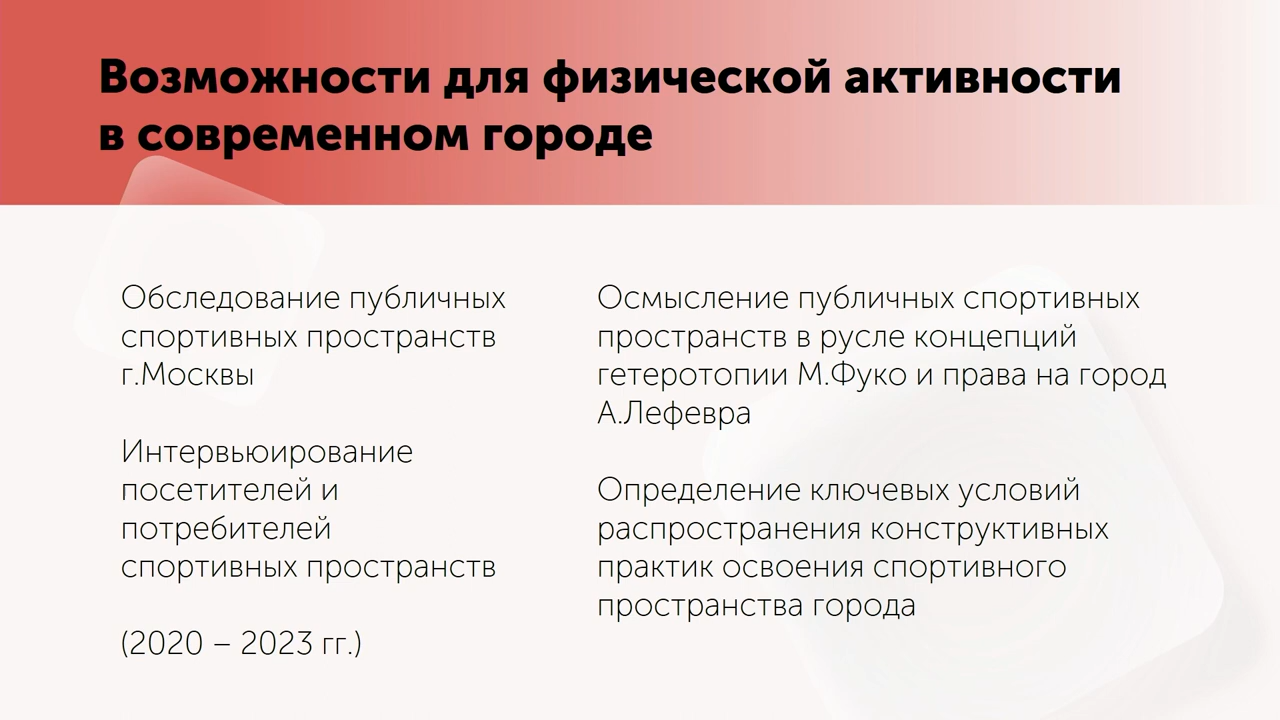 Возможности для физической активности
в современном городе
Обследование публичных
спортивных пространств
г.Москвы
Интервьюирование
посетителей и
потребителей
спортивных пространств
(2020 – 2023 гг.)
Осмысление публичных спортивных
пространств в русле концепций
гетеротопии М.Фуко и права на город
А.Лефевра
Определение ключевых условий
распространения конструктивных
практик освоения спортивного
пространства города